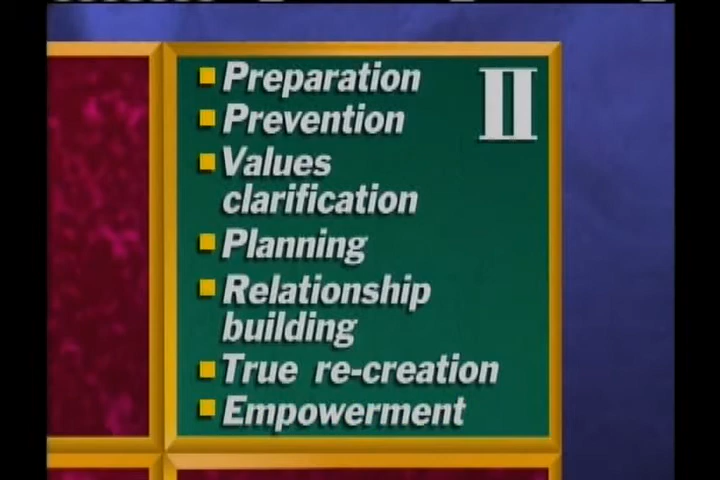 Preparation
II
Prevention
Values
clarification
Planning
Relationship
building
True re-creation
Empowerment